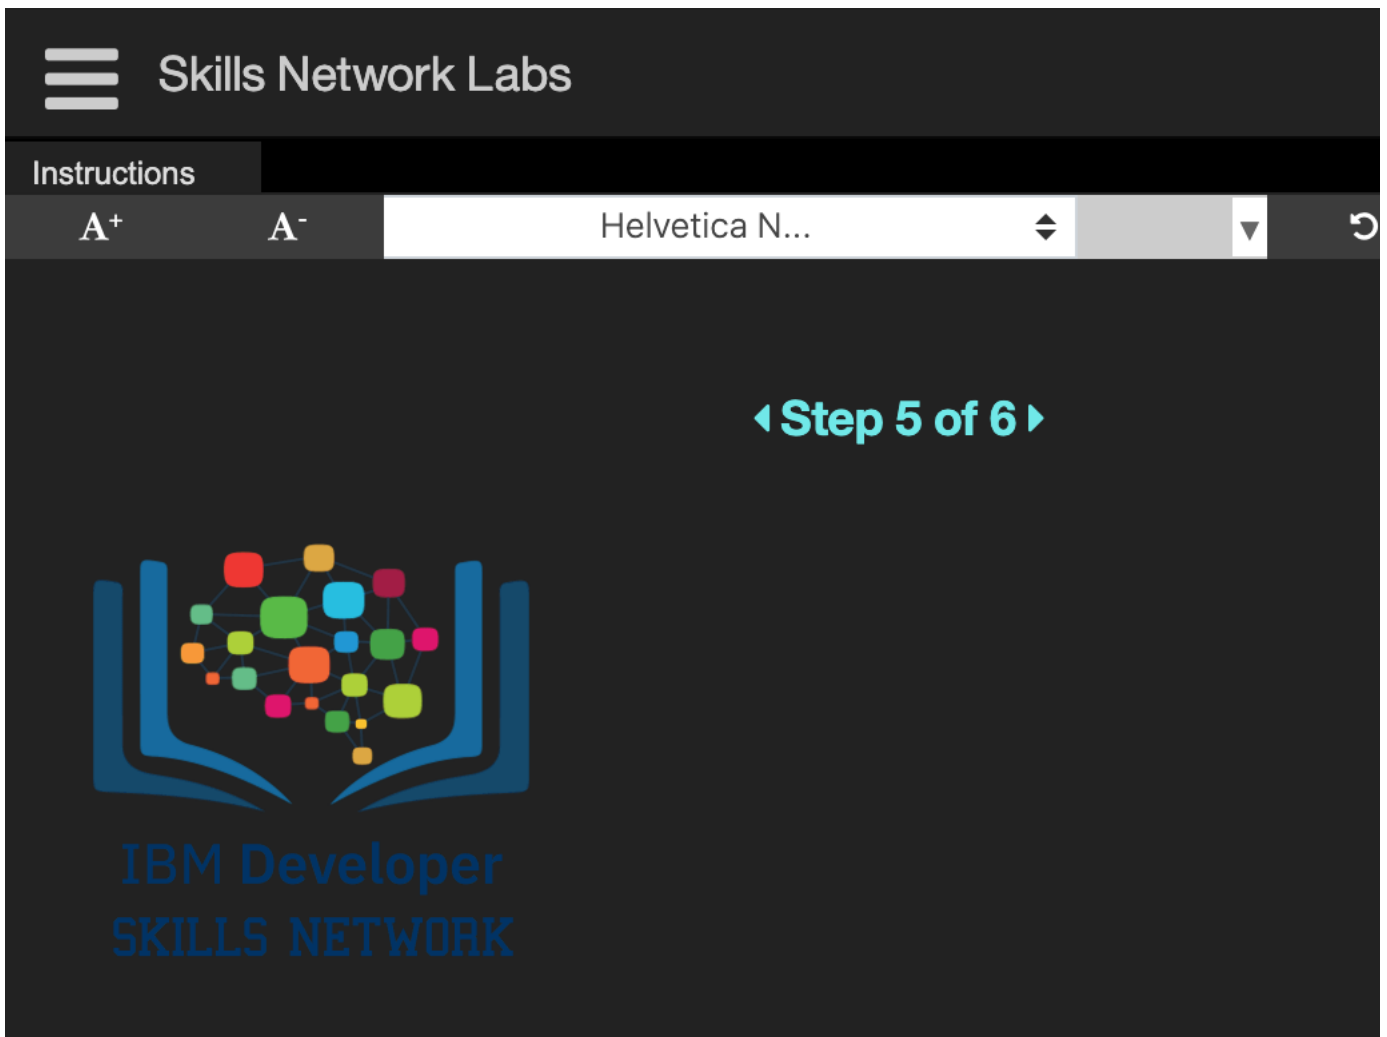 Skills Network Labs
Instructions
A+ A- Helvetica N...
Step 5 of 6
IBM Developer
SKILLS NETWORK